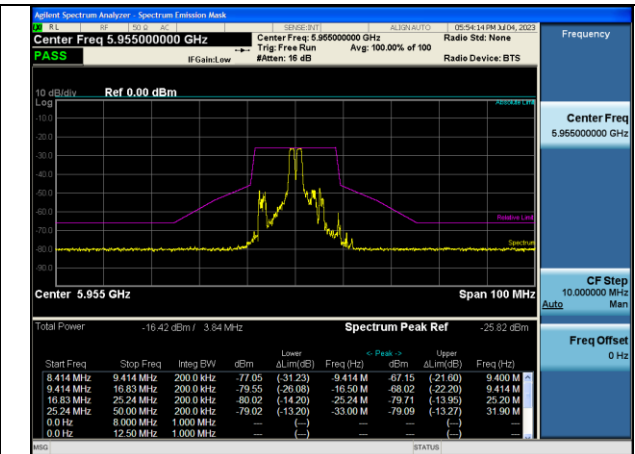 Agilent Spectrum Analyzer - Spectrum Emission Mask
RL RF 50 Ω AC SENSE:INT ALIGN AUTO 05:54:14 PM Jul 04, 2023
Center Freq 5.955000000 GHz
Center Freq: 5.955000000 GHz
Radio Std: None
Trig: Free Run Avg: 100.00% of 100
PASS
IFGain:Low
#Atten: 16 dB
Radio Device: BTS
10 dB/div Ref 0.00 dBm
Log
Absolute Limit
-10.0
-20.0
-30.0
-40.0
-50.0
-60.0
Relative Limit
-70.0
Spectrum
-80.0
-90.0
Center 5.955 GHz
Span 100 MHz
Total Power -16.42 dBm / 3.84 MHz
Spectrum Peak Ref -25.82 dBm
Lower <- Peak -> Upper
Start Freq Stop Freq Integ BW dBm ΔLim(dB) Freq (Hz) dBm ΔLim(dB) Freq (Hz)
8.414 MHz 9.414 MHz 200.0 kHz -77.05 (-31.23) -9.414 M -67.15 (-21.60) 9.400 M
9.414 MHz 16.83 MHz 200.0 kHz -79.55 (-26.08) -16.50 M -68.02 (-22.20) 9.414 M
16.83 MHz 25.24 MHz 200.0 kHz -80.02 (-14.20) -25.24 M -79.71 (-13.95) 25.20 M
25.24 MHz 50.00 MHz 200.0 kHz -79.02 (-13.20) -33.00 M -79.09 (-13.27) 31.90 M
0.0 Hz 8.000 MHz 1.000 MHz --- (---) --- (---)
0.0 Hz 12.50 MHz 1.000 MHz --- (---) --- (---)
MSG
STATUS
Frequency
Center Freq
5.955000000 GHz
CF Step
10.000000 MHz
Auto Man
Freq Offset
0 Hz